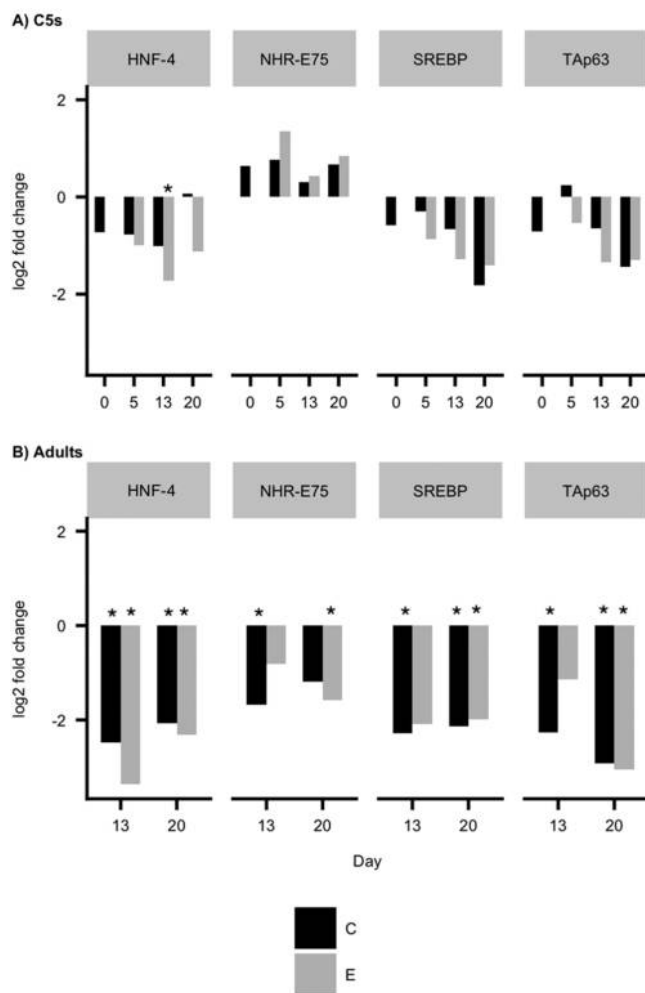 A) C5s
HNF-4 NHR-E75 SREBP TAp63
2
*
0
-2
log2 fold change
0 5 13 20 0 5 13 20 0 5 13 20 0 5 13 20
B) Adults
HNF-4 NHR-E75 SREBP TAp63
2
* * * * * * * * * * * *
0
-2
log2 fold change
13 20 13 20 13 20 13 20
Day
C
E